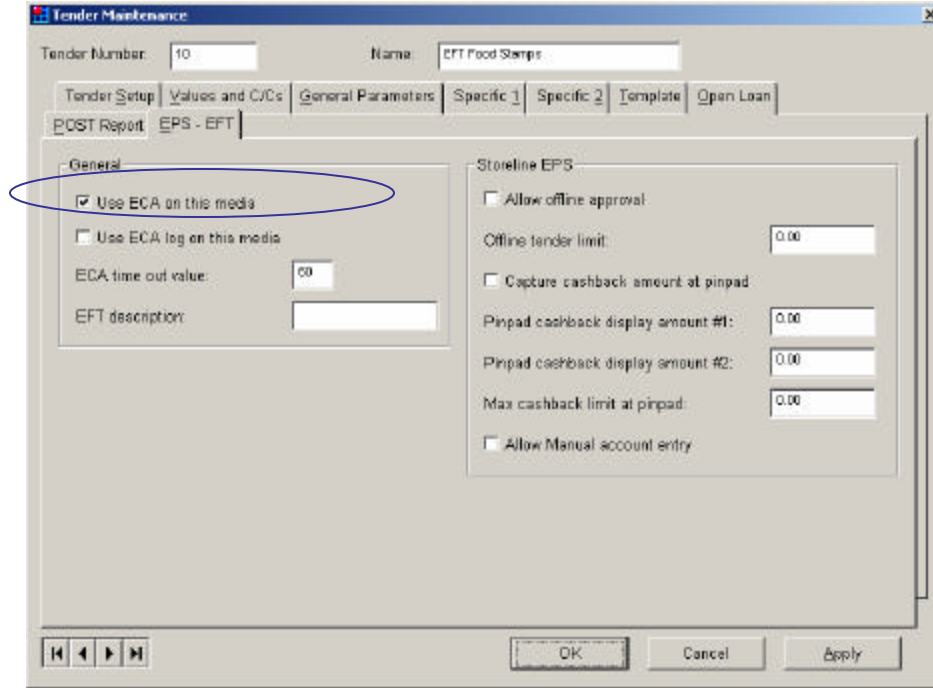 Tender Maintenance
Tender Number: 10 Name: EFT Food Stamps
Tender Setup Values and C/Cs General Parameters Specific 1 Specific 2 Template Open Loan
POST Report EPS - EFT
General
Use ECA on this media
Use ECA log on this media
ECA time out value: 60
EFT description:
Storeline EPS
Allow offline approval
Offline tender limit: 0.00
Capture cashback amount at pinpad
Pinpad cashback display amount #1: 0.00
Pinpad cashback display amount #2: 0.00
Max cashback limit at pinpad: 0.00
Allow Manual account entry
OK Cancel Apply